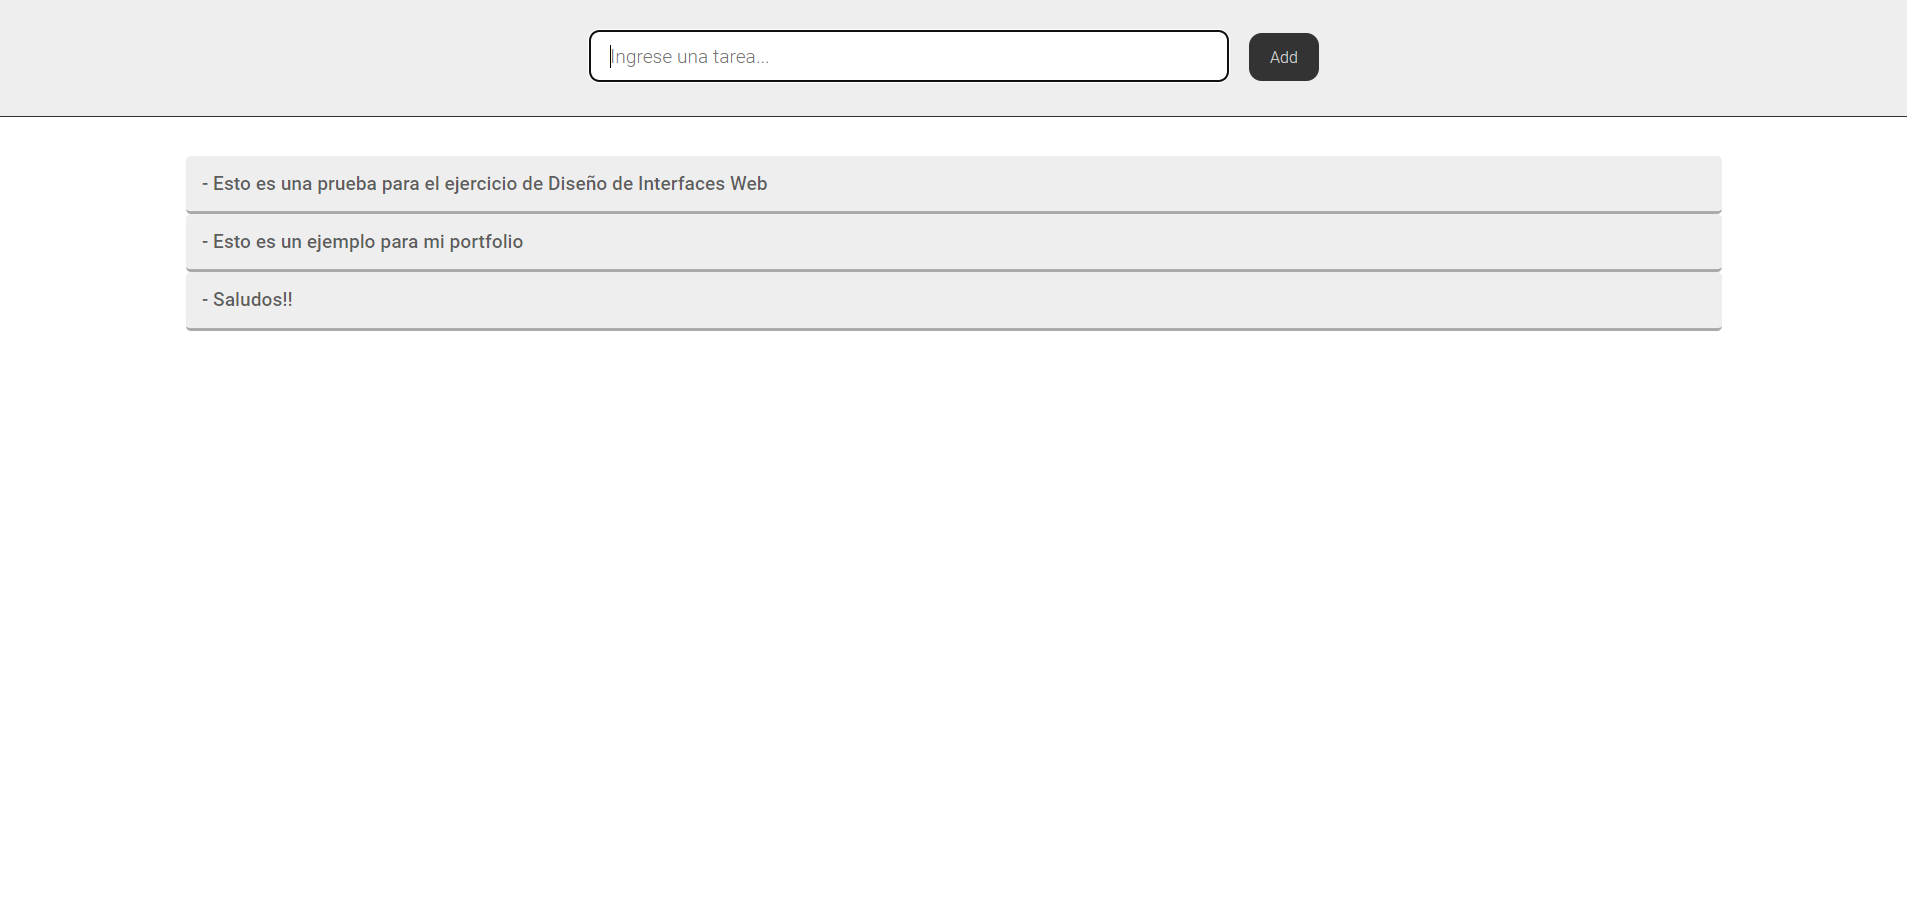 Ingrese una tarea...
Add
- Esto es una prueba para el ejercicio de Diseño de Interfaces Web
- Esto es un ejemplo para mi portfolio
- Saludos!!